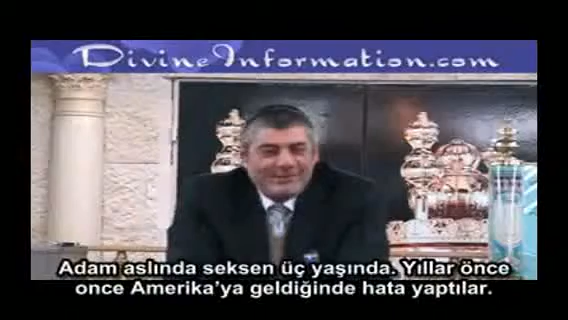 DivineInformation.com
Adam aslında seksen üç yaşında. Yıllar önce
once Amerika'ya geldiğinde hata yaptılar.